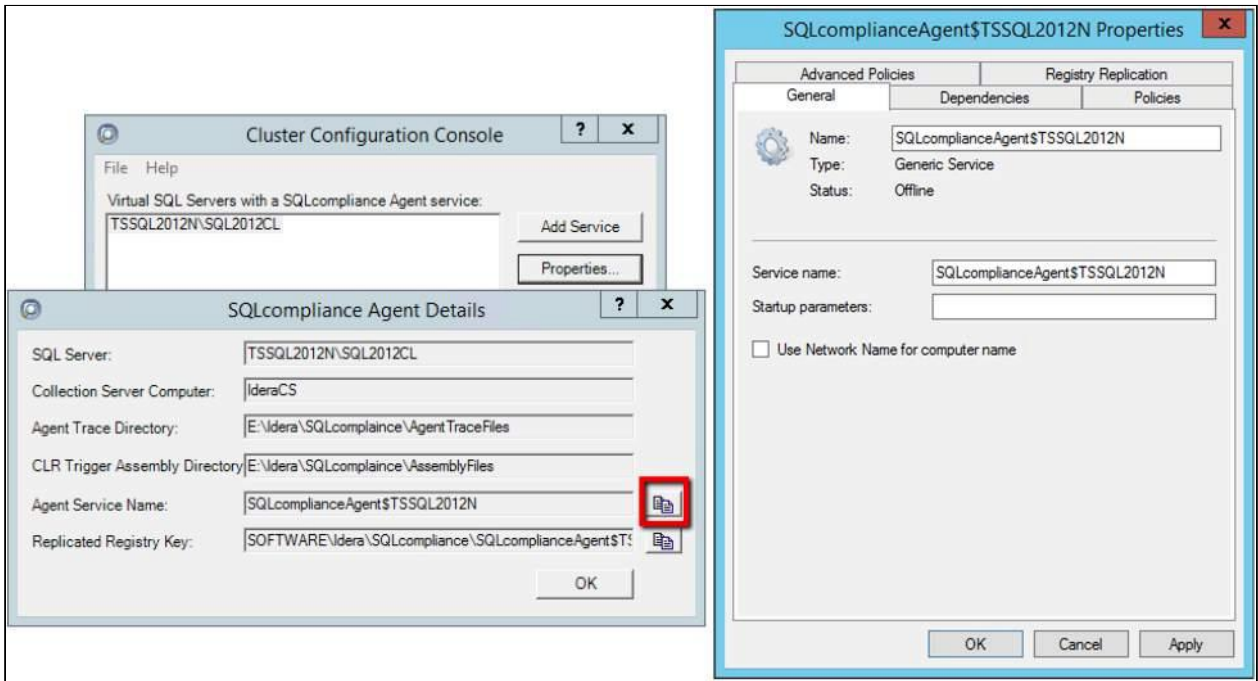 Cluster Configuration Console
? x
File Help
Virtual SQL Servers with a SQLcompliance Agent service:
TSSQL2012N\SQL2012CL
Add Service
Properties...
SQLcompliance Agent Details
? x
SQL Server: TSSQL2012N\SQL2012CL
Collection Server Computer: IderaCS
Agent Trace Directory: E:\Idera\SQLcomplaince\AgentTraceFiles
CLR Trigger Assembly Directory E:\Idera\SQLcomplaince\AssemblyFiles
Agent Service Name: SQLcomplianceAgent$TSSQL2012N
Replicated Registry Key: SOFTWARE\Idera\SQLcompliance\SQLcomplianceAgent$TS
OK
SQLcomplianceAgent$TSSQL2012N Properties
x
Advanced Policies Registry Replication
General Dependencies Policies
Name: SQLcomplianceAgent$TSSQL2012N
Type: Generic Service
Status: Offline
Service name: SQLcomplianceAgent$TSSQL2012N
Startup parameters:
Use Network Name for computer name
OK Cancel Apply